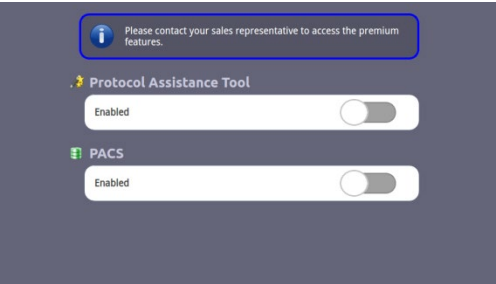 Please contact your sales representative to access the premium
features.
Protocol Assistance Tool
Enabled
PACS
Enabled